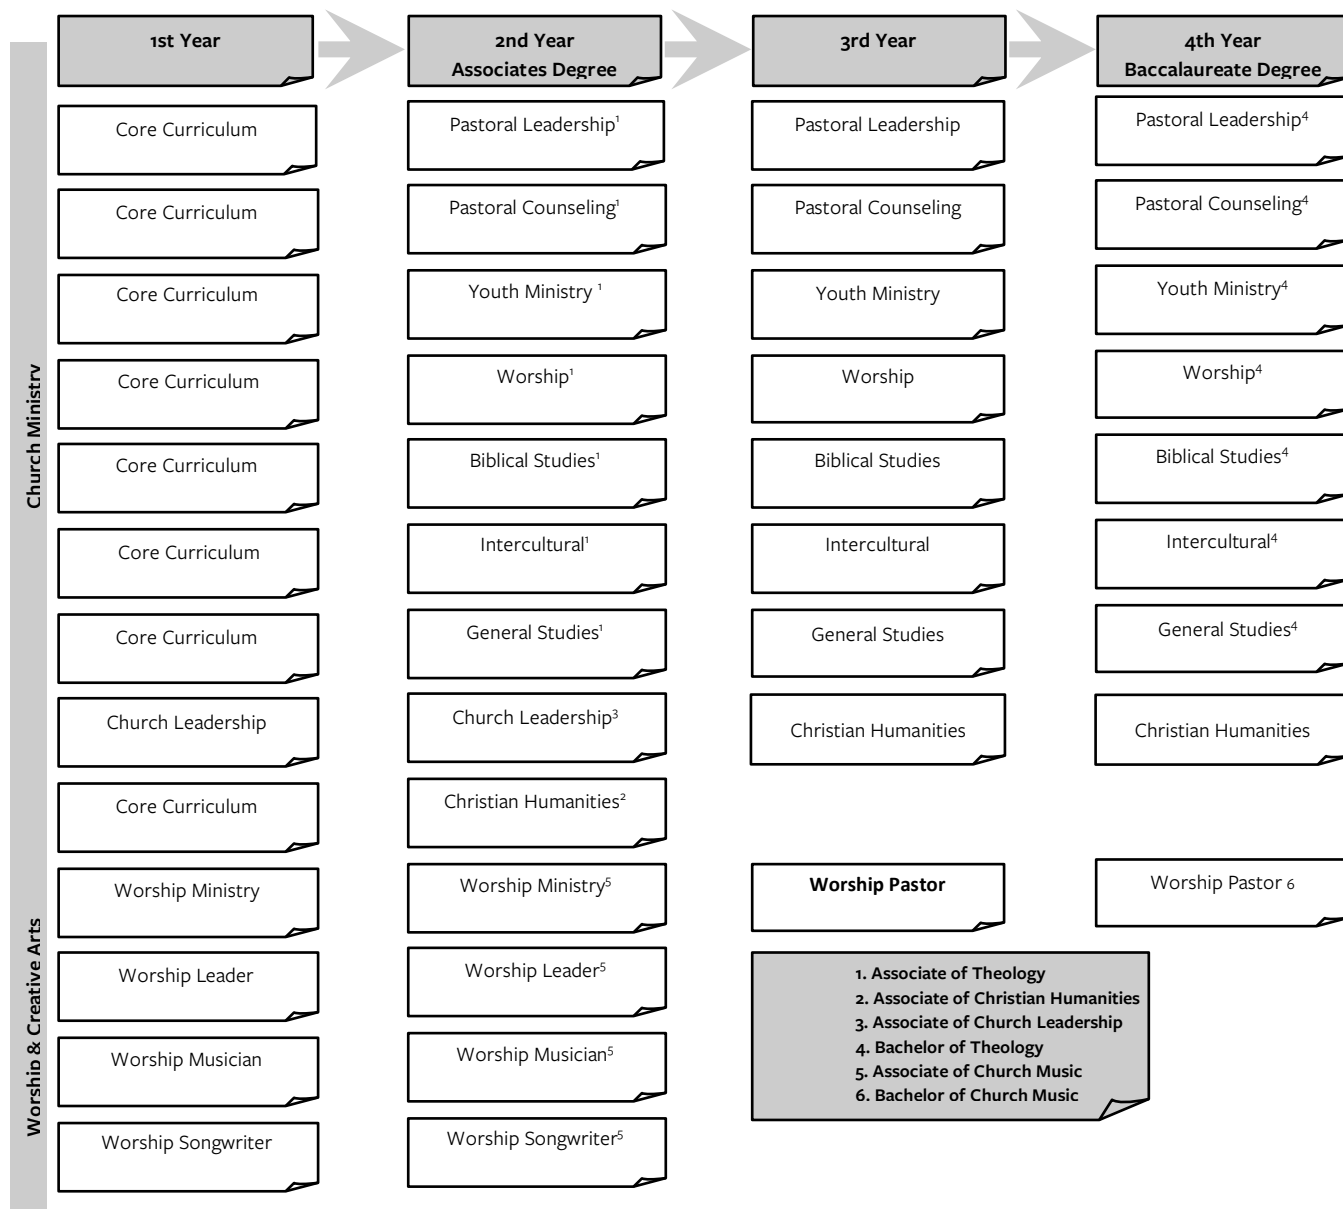 1st Year
2nd Year
Associates Degree
3rd Year
4th Year
Baccalaureate Degree
Church Ministry
Core Curriculum
Pastoral Leadership¹
Pastoral Leadership
Pastoral Leadership⁴
Core Curriculum
Pastoral Counseling¹
Pastoral Counseling
Pastoral Counseling⁴
Core Curriculum
Youth Ministry ¹
Youth Ministry
Youth Ministry⁴
Core Curriculum
Worship¹
Worship
Worship⁴
Core Curriculum
Biblical Studies¹
Biblical Studies
Biblical Studies⁴
Core Curriculum
Intercultural¹
Intercultural
Intercultural⁴
Core Curriculum
General Studies¹
General Studies
General Studies⁴
Church Leadership
Church Leadership³
Christian Humanities
Christian Humanities
Core Curriculum
Christian Humanities²
Worship & Creative Arts
Worship Ministry
Worship Ministry⁵
Worship Pastor
Worship Pastor 6
Worship Leader
Worship Leader⁵
Worship Musician
Worship Musician⁵
Worship Songwriter
Worship Songwriter⁵
1. Associate of Theology
2. Associate of Christian Humanities
3. Associate of Church Leadership
4. Bachelor of Theology
5. Associate of Church Music
6. Bachelor of Church Music